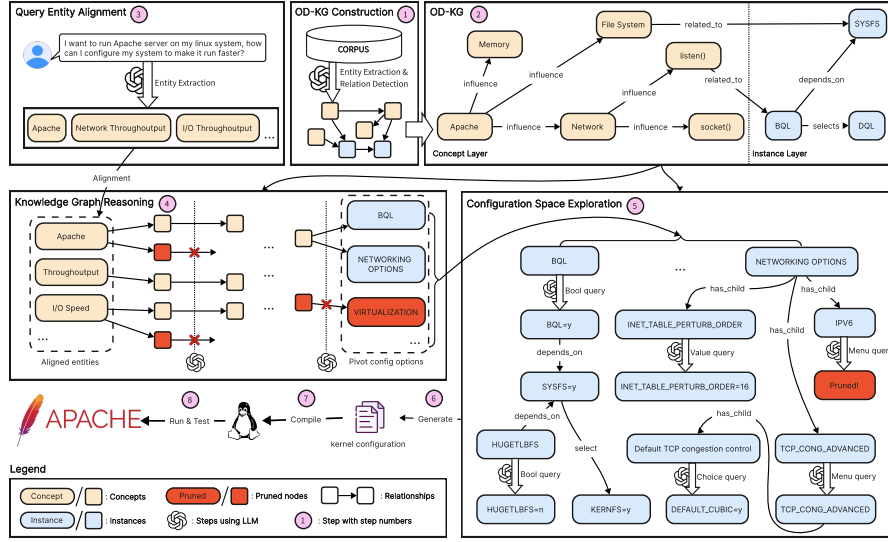 Query Entity Alignment
3
I want to run Apache server on my linux system, how
can I configure my system to make it run faster?
Entity Extraction
Apache
Network Throughoutput
I/O Throughoutput
...
Alignment
OD-KG Construction
1
CORPUS
Entity Extraction &
Relation Detection
OD-KG
2
Memory
File System
SYSFS
listen()
Apache
Network
socket()
BQL
DQL
influence
influence
influence
influence
influence
related_to
related_to
depends_on
selects
Concept Layer
Instance Layer
Knowledge Graph Reasoning
4
Apache
Throughoutput
I/O Speed
...
Aligned entities
...
...
BQL
NETWORKING
OPTIONS
VIRTUALIZATION
...
Pivot config options
Configuration Space Exploration
5
BQL
...
NETWORKING OPTIONS
Bool query
has_child
has_child
has_child
BQL=y
INET_TABLE_PERTURB_ORDER
IPV6
depends_on
Value query
Menu query
SYSFS=y
INET_TABLE_PERTURB_ORDER=16
Pruned!
depends_on
select
has_child
HUGETLBFS
Default TCP congestion control
TCP_CONG_ADVANCED
Bool query
Choice query
Menu query
HUGETLBFS=n
KERNFS=y
DEFAULT_CUBIC=y
TCP_CONG_ADVANCED
8
7
6
APACHE
Run & Test
Compile
Generate
kernel configuration
Legend
Concept
: Concepts
Pruned
: Pruned nodes
: Relationships
Instance
: Instances
: Steps using LLM
1
: Step with step numbers